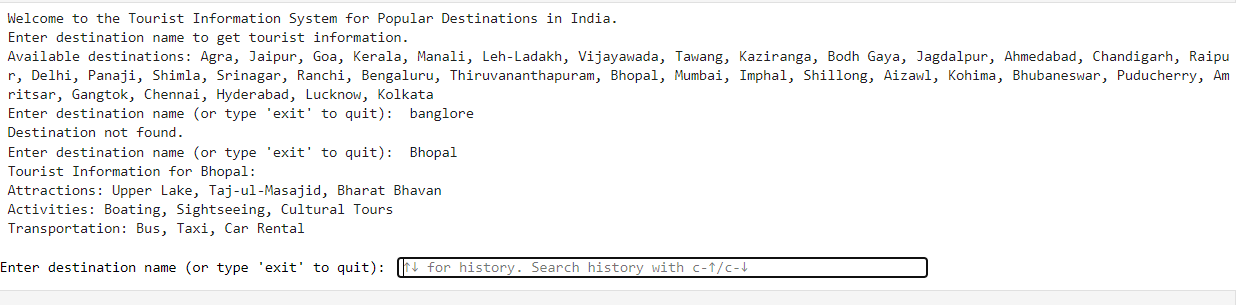 Welcome to the Tourist Information System for Popular Destinations in India.
Enter destination name to get tourist information.
Available destinations: Agra, Jaipur, Goa, Kerala, Manali, Leh-Ladakh, Vijayawada, Tawang, Kaziranga, Bodh Gaya, Jagdalpur, Ahmedabad, Chandigarh, Raipu
r, Delhi, Panaji, Shimla, Srinagar, Ranchi, Bengaluru, Thiruvananthapuram, Bhopal, Mumbai, Imphal, Shillong, Aizawl, Kohima, Bhubaneswar, Puducherry, Am
ritsar, Gangtok, Chennai, Hyderabad, Lucknow, Kolkata
Enter destination name (or type 'exit' to quit):  banglore
Destination not found.
Enter destination name (or type 'exit' to quit):  Bhopal
Tourist Information for Bhopal:
Attractions: Upper Lake, Taj-ul-Masajid, Bharat Bhavan
Activities: Boating, Sightseeing, Cultural Tours
Transportation: Bus, Taxi, Car Rental
Enter destination name (or type 'exit' to quit): ↑↓ for history. Search history with c-↑/c-↓